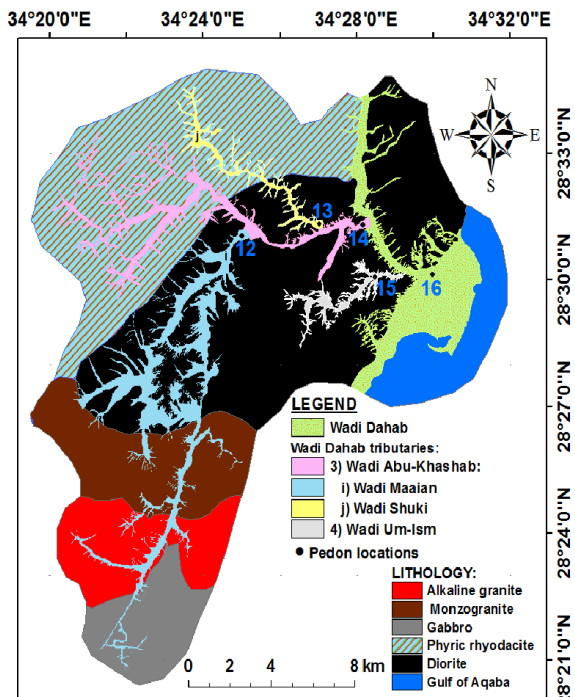 34°20'0"E 34°24'0"E 34°28'0"E 34°32'0"E
N
W E
S
28°33'0"N
28°30'0"N
28°27'0"N
28°24'0"N
28°21'0"N
13
12
14
15
16
LEGEND
Wadi Dahab
Wadi Dahab tributaries:
3) Wadi Abu-Khashab:
i) Wadi Maaian
j) Wadi Shuki
4) Wadi Um-Ism
Pedon locations
LITHOLOGY:
Alkaline granite
Monzogranite
Gabbro
Phyric rhyodacite
Diorite
Gulf of Aqaba
0 2 4 8 km